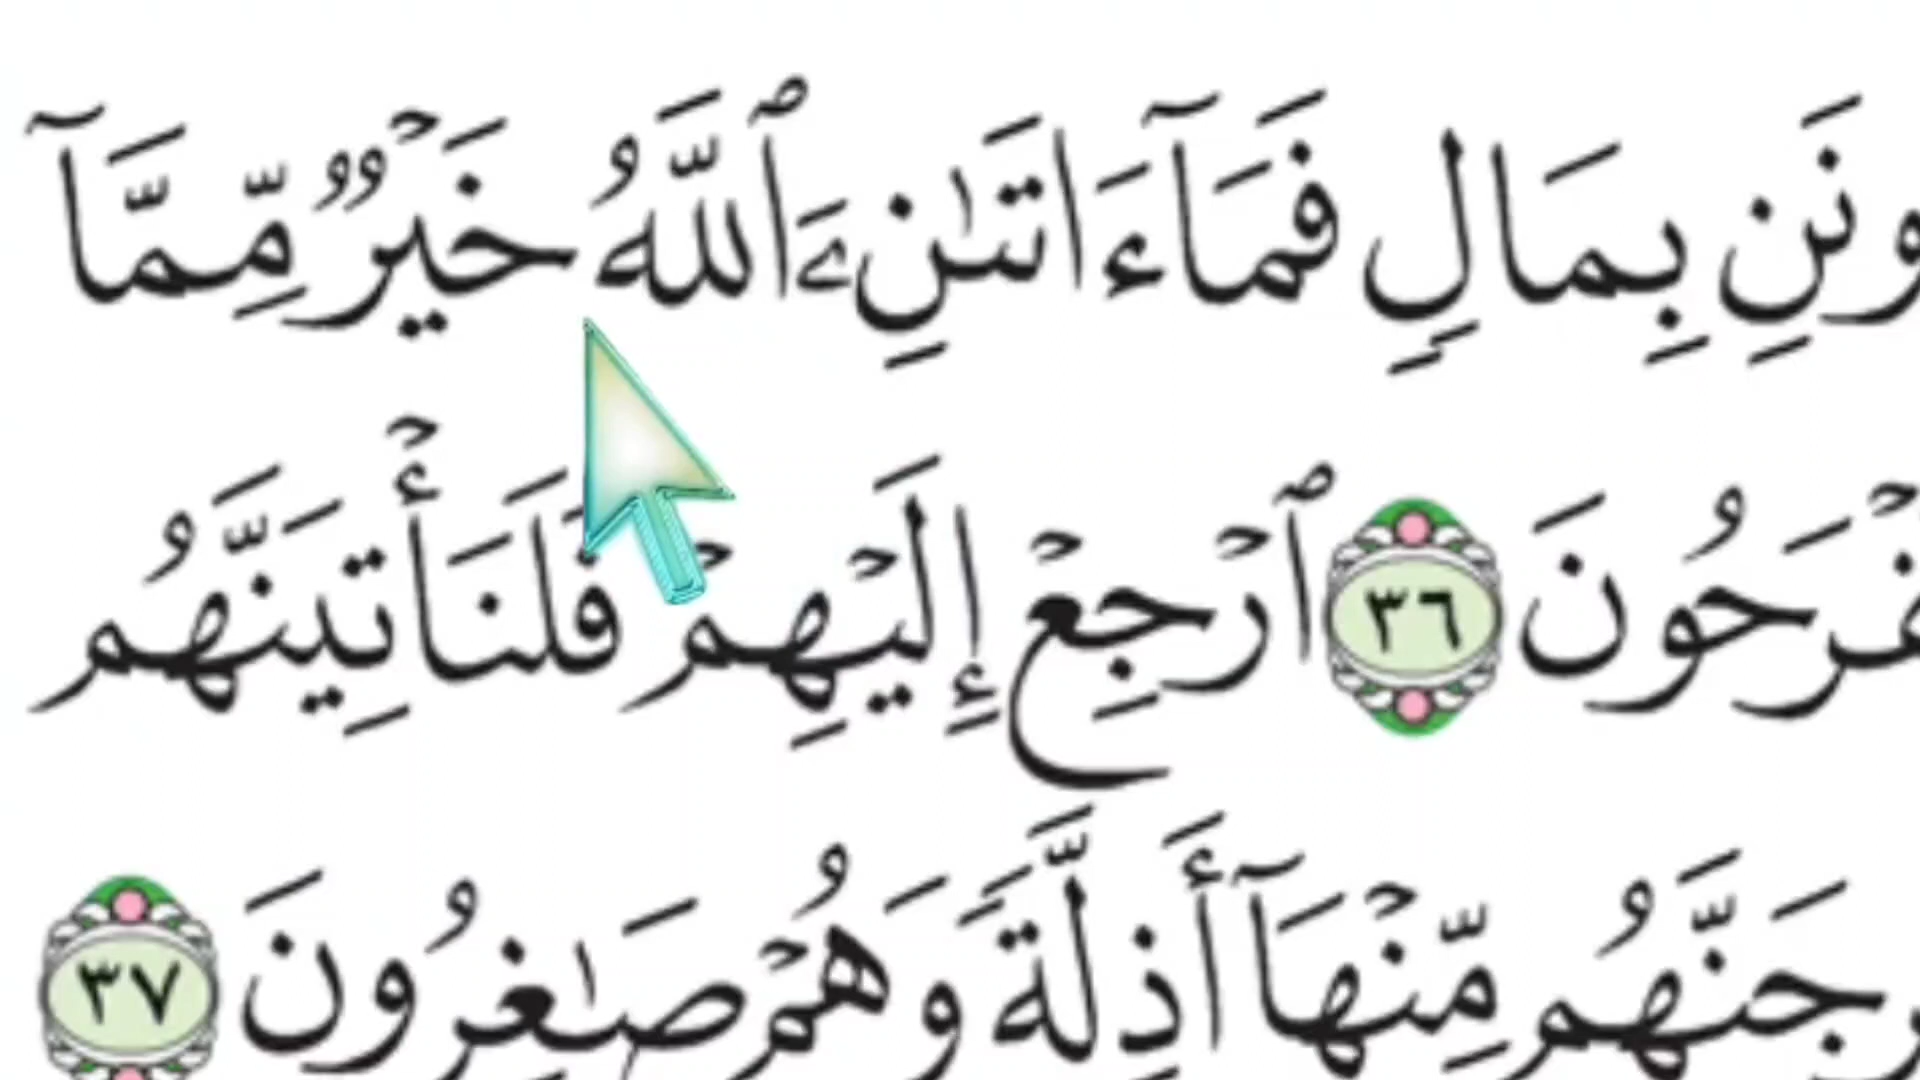 ونَنِ بِمَالٍ فَمَآ ءَاتَىٰنِۦَ ٱللَّهُ خَيْرٌ مِّمَّآ
فْرَحُونَ ٣٦ ٱرْجِعْ إِلَيْهِمْ فَلَنَأْتِيَنَّهُم
رِجَنَّهُم مِّنْهَآ أَذِلَّةً وَهُمْ صَـٰغِرُونَ ٣٧